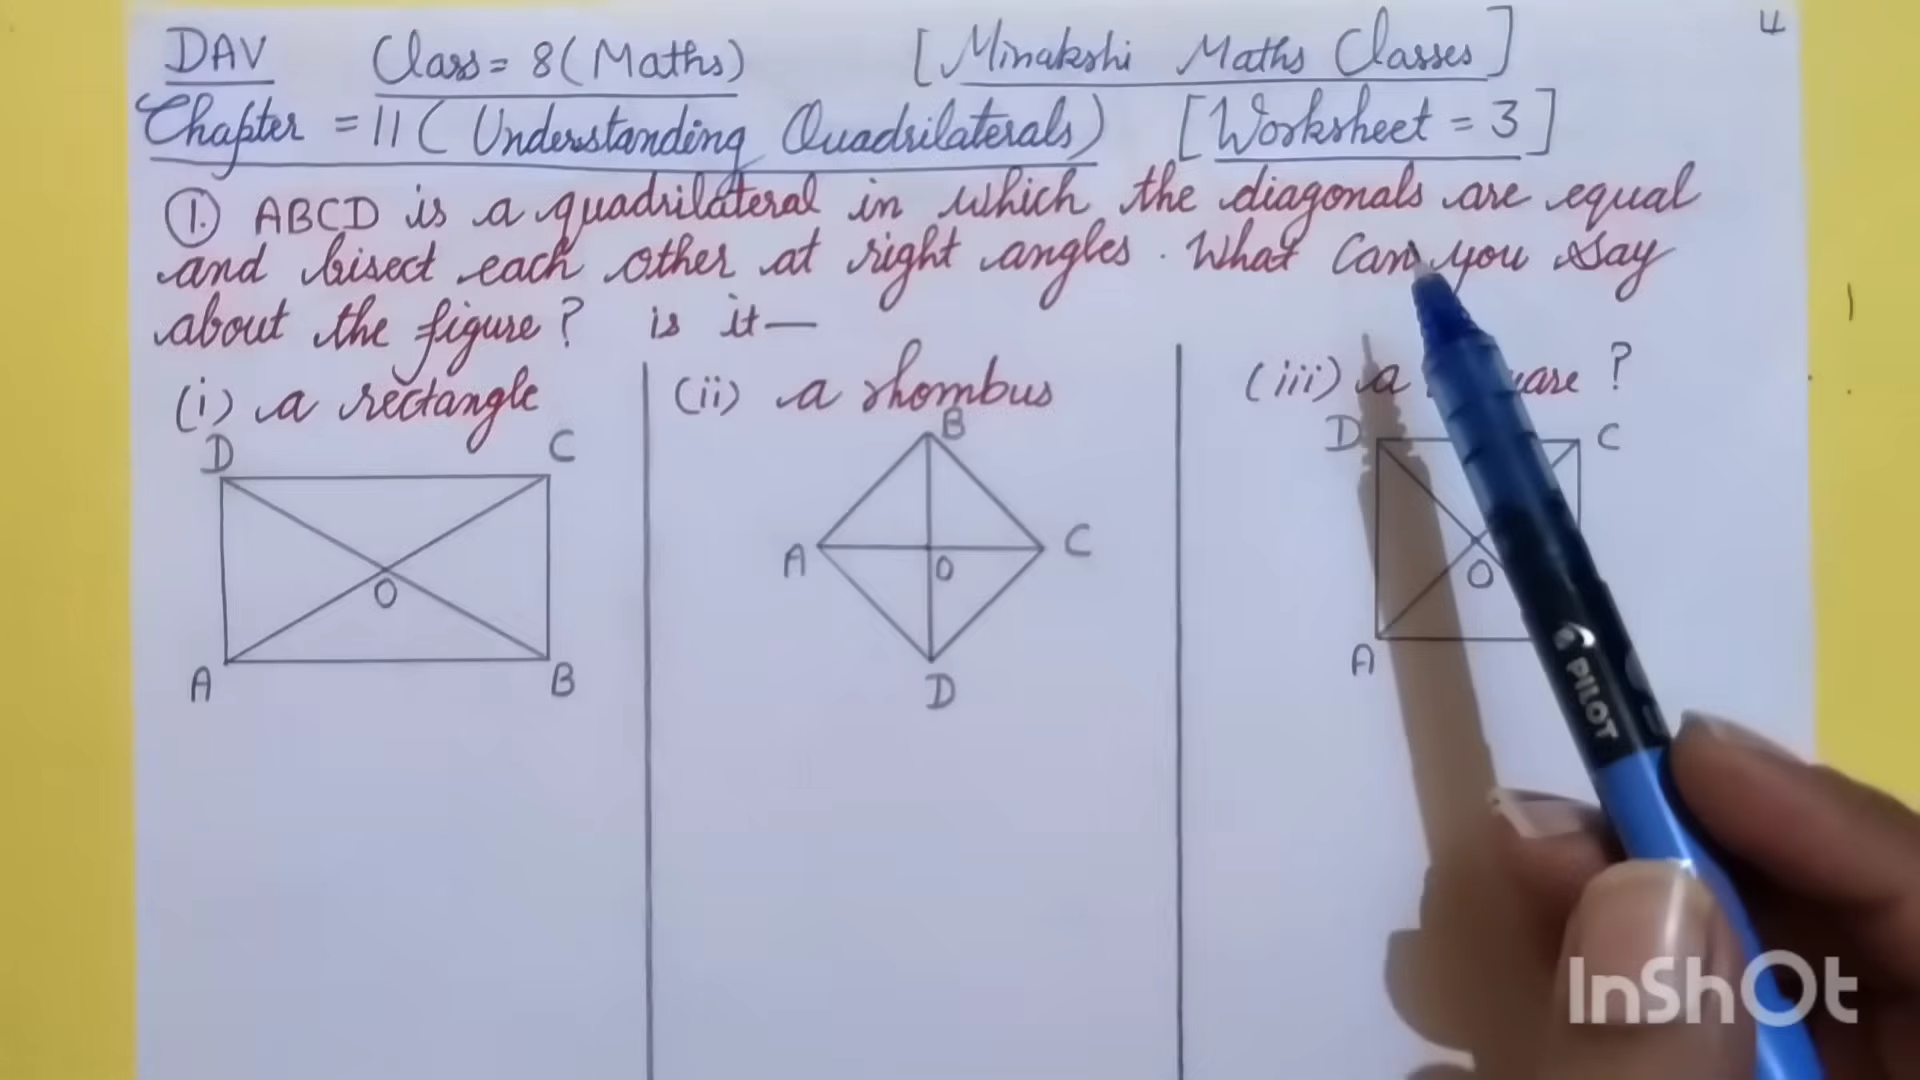 DAV Class = 8 (Maths) [Minakshi Maths Classes] 4
Chapter = 11 (Understanding Quadrilaterals) [Worksheet = 3]
1. ABCD is a quadrilateral in which the diagonals are equal
and bisect each other at right angles. What can you say
about the figure? is it—
(i) a rectangle (ii) a rhombus (iii) a ?
D C
O
A B
B
A O C
D
D C
O
A
PILOT
InShOt